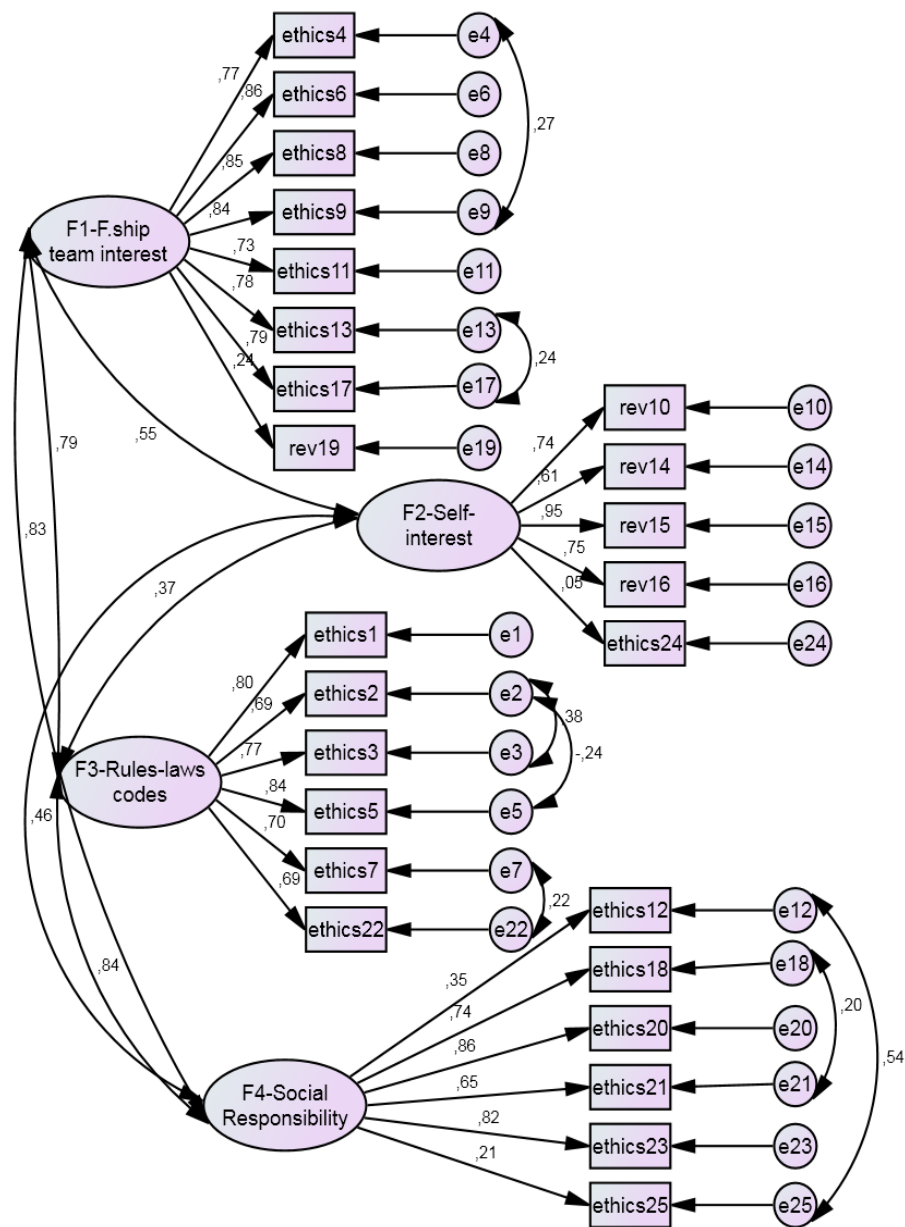 ethics4
e4
,77
ethics6
e6
,86
,27
ethics8
e8
,85
ethics9
e9
,84
F1-F.ship
team interest
,73
ethics11
e11
,78
ethics13
e13
,79
,24
ethics17
e17
,24
rev19
e19
,79
,55
,83
rev10
e10
,74
rev14
e14
,61
F2-Self-
interest
,95
rev15
e15
,75
rev16
e16
,05
ethics24
e24
,37
ethics1
e1
,80
ethics2
e2
,69
,38
ethics3
e3
,77
-,24
F3-Rules-laws
codes
,84
ethics5
e5
,70
ethics7
e7
,69
,22
ethics22
e22
,46
,84
ethics12
e12
,35
ethics18
e18
,74
,20
ethics20
e20
,86
,54
F4-Social
Responsibility
,65
ethics21
e21
,82
ethics23
e23
,21
ethics25
e25